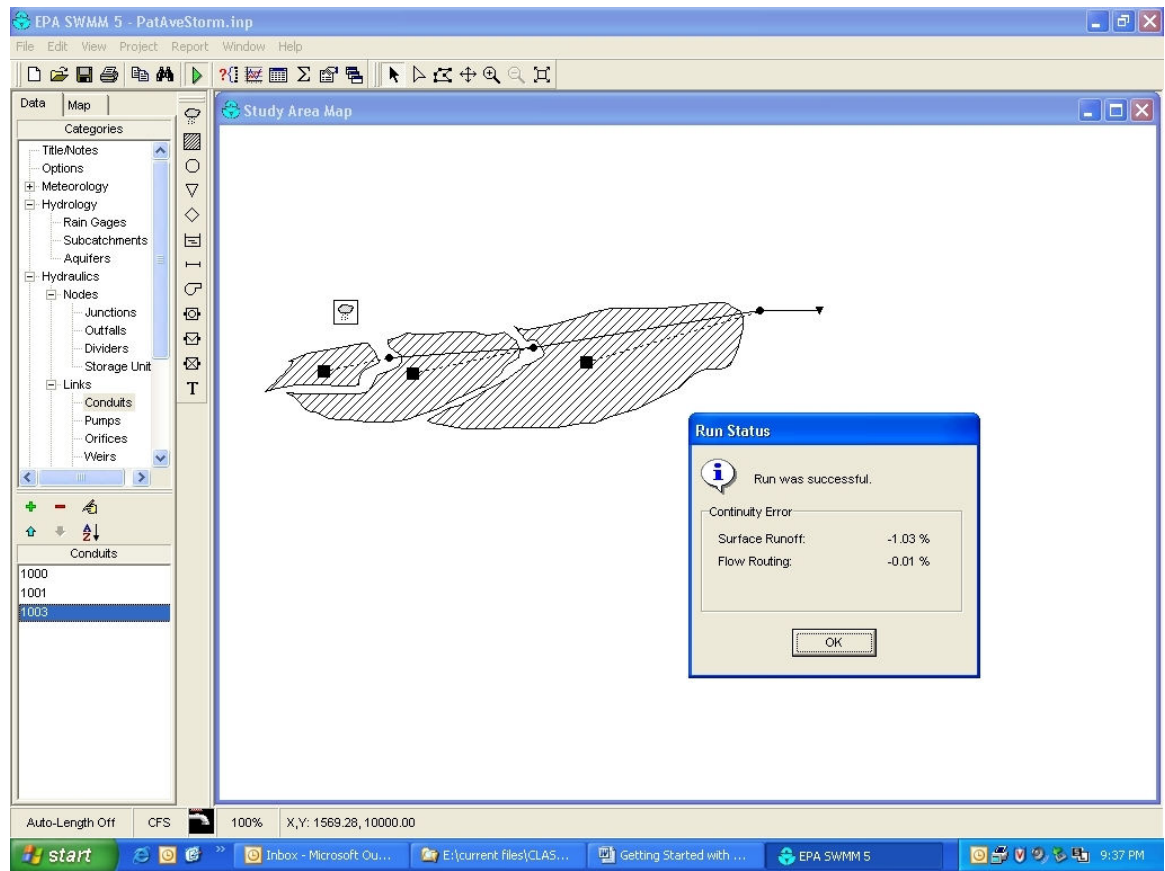 EPA SWMM 5 - PatAveStorm.inp
File Edit View Project Report Window Help
Data Map
Categories
Title/Notes
Options
Meteorology
Hydrology
Rain Gages
Subcatchments
Aquifers
Hydraulics
Nodes
Junctions
Outfalls
Dividers
Storage Unit
Links
Conduits
Pumps
Orifices
Weirs
Conduits
1000
1001
1003
T
Study Area Map
Run Status
Run was successful.
Continuity Error
Surface Runoff: -1.03 %
Flow Routing: -0.01 %
OK
Auto-Length Off CFS 100% X,Y: 1569.28, 10000.00
start Inbox - Microsoft Ou... E:\current files\CLAS... Getting Started with ... EPA SWMM 5 9:37 PM